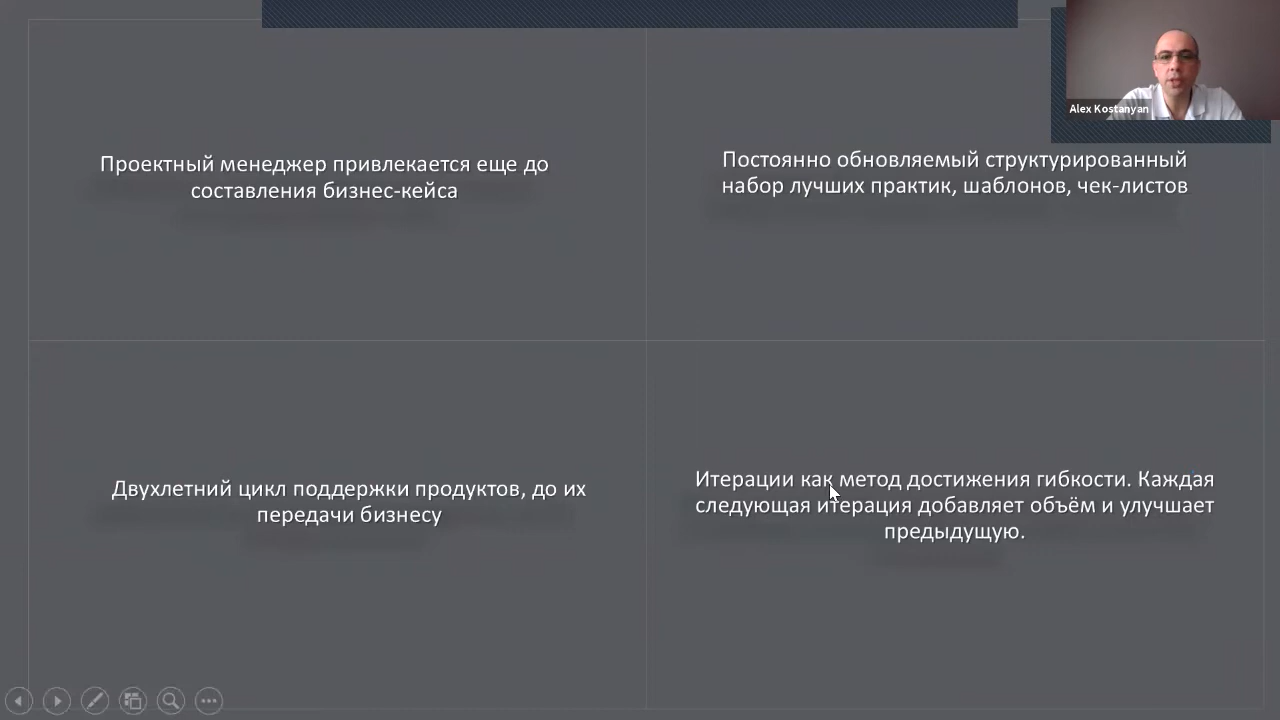 Alex Kostanyan
Проектный менеджер привлекается еще до
составления бизнес-кейса
Постоянно обновляемый структурированный
набор лучших практик, шаблонов, чек-листов
Двухлетний цикл поддержки продуктов, до их
передачи бизнесу
Итерации как метод достижения гибкости. Каждая
следующая итерация добавляет объём и улучшает
предыдущую.